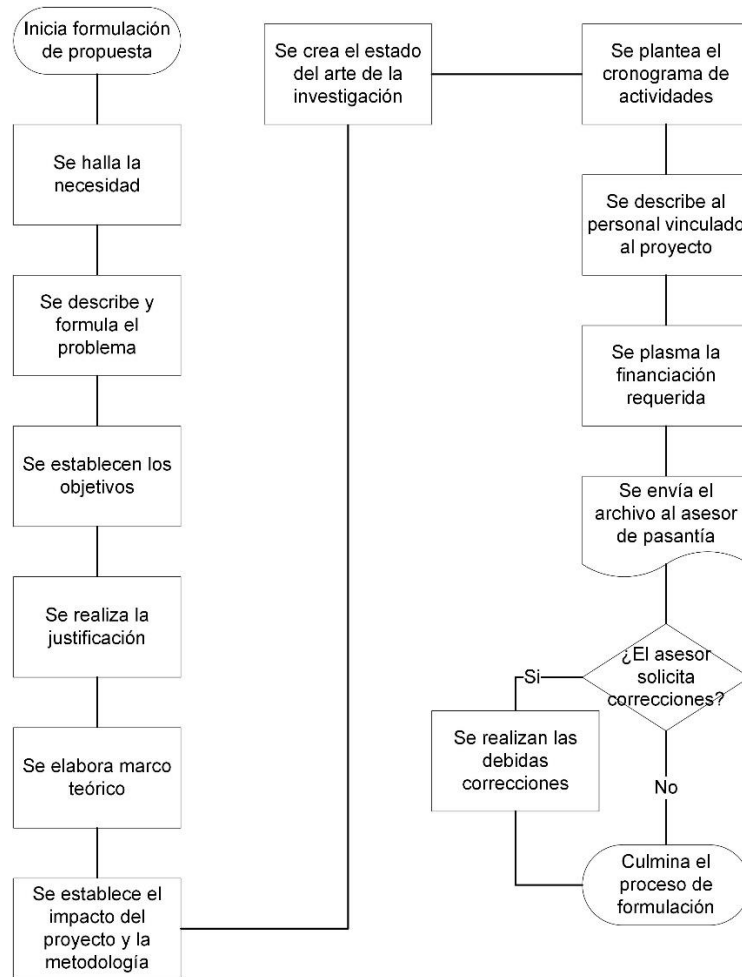 Inicia formulación
de propuesta
Se halla la
necesidad
Se describe y
formula el
problema
Se establecen los
objetivos
Se realiza la
justificación
Se elabora marco
teórico
Se establece el
impacto del
proyecto y la
metodología
Se crea el estado
del arte de la
investigación
Se plantea el
cronograma de
actividades
Se describe al
personal vinculado
al proyecto
Se plasma la
financiación
requerida
Se envía el
archivo al asesor
de pasantía
¿El asesor
solicita
correcciones?
Si
Se realizan las
debidas
correcciones
No
Culmina el
proceso de
formulación